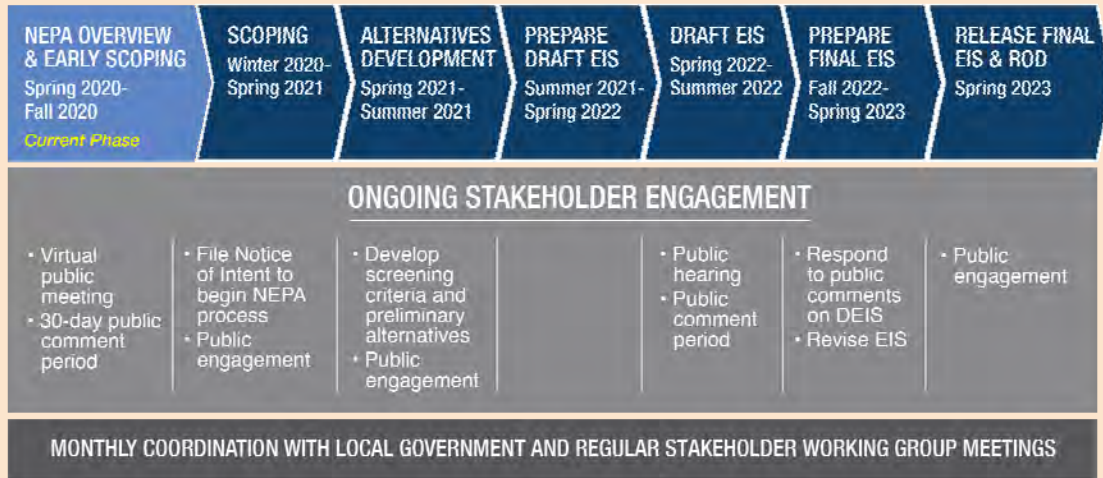 NEPA OVERVIEW
& EARLY SCOPING
Spring 2020-
Fall 2020
Current Phase
SCOPING
Winter 2020-
Spring 2021
ALTERNATIVES
DEVELOPMENT
Spring 2021-
Summer 2021
PREPARE
DRAFT EIS
Summer 2021-
Spring 2022
DRAFT EIS
Spring 2022-
Summer 2022
PREPARE
FINAL EIS
Fall 2022-
Spring 2023
RELEASE FINAL
EIS & ROD
Spring 2023
ONGOING STAKEHOLDER ENGAGEMENT
• Virtual
public
meeting
• 30-day public
comment
period
• File Notice
of Intent to
begin NEPA
process
• Public
engagement
• Develop
screening
criteria and
preliminary
alternatives
• Public
engagement
• Public
hearing
• Public
comment
period
• Respond
to public
comments
on DEIS
• Revise EIS
• Public
engagement
MONTHLY COORDINATION WITH LOCAL GOVERNMENT AND REGULAR STAKEHOLDER WORKING GROUP MEETINGS